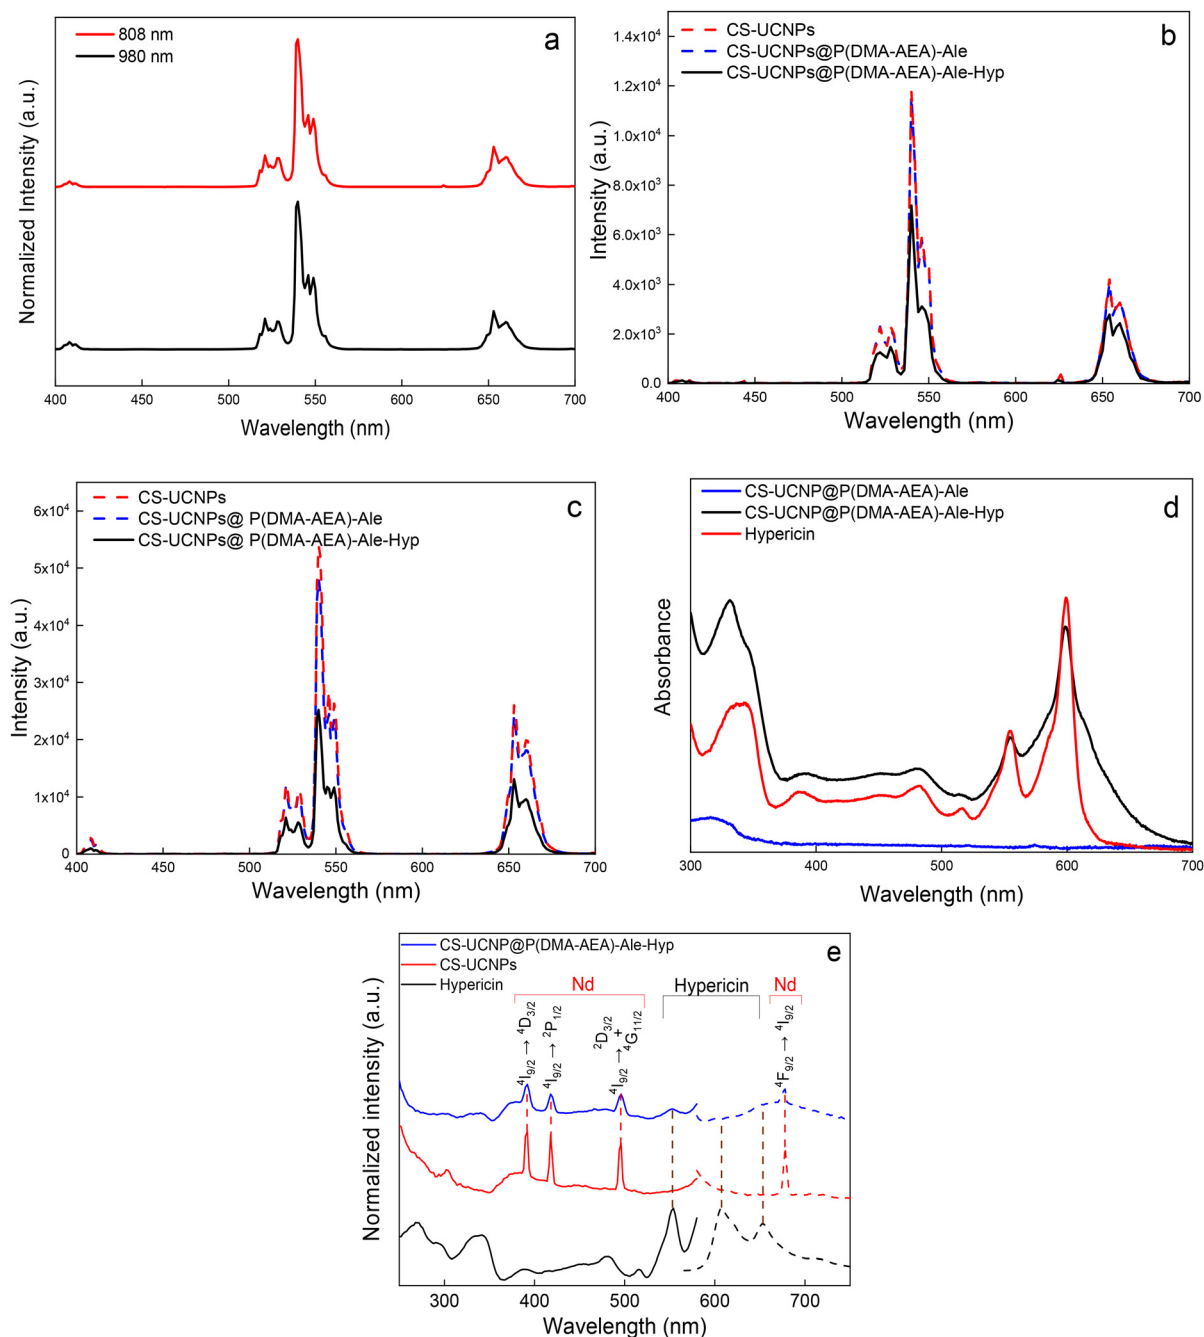 808 nm
980 nm
a
Normalized Intensity (a.u.)
400 450 500 550 600 650 700
Wavelength (nm)
CS-UCNPs
CS-UCNPs@P(DMA-AEA)-Ale
CS-UCNPs@P(DMA-AEA)-Ale-Hyp
b
1.4x10⁴
1.2x10⁴
1.0x10⁴
8.0x10³
6.0x10³
4.0x10³
2.0x10³
0.0
Intensity (a.u.)
400 450 500 550 600 650 700
Wavelength (nm)
CS-UCNPs
CS-UCNPs@ P(DMA-AEA)-Ale
CS-UCNPs@ P(DMA-AEA)-Ale-Hyp
c
6x10⁴
5x10⁴
4x10⁴
3x10⁴
2x10⁴
1x10⁴
0
Intensity (a.u.)
400 450 500 550 600 650 700
Wavelength (nm)
CS-UCNP@P(DMA-AEA)-Ale
CS-UCNP@P(DMA-AEA)-Ale-Hyp
Hypericin
d
Absorbance
300 400 500 600 700
Wavelength (nm)
CS-UCNP@P(DMA-AEA)-Ale-Hyp
CS-UCNPs
Hypericin
e
Nd
Hypericin
Nd
⁴I9/2 → ⁴D3/2
⁴I9/2 → ²P1/2
²D3/2
⁴I9/2 → +
⁴G11/2
⁴F9/2 → ⁴I9/2
Normalized intensity (a.u.)
300 400 500 600 700
Wavelength (nm)